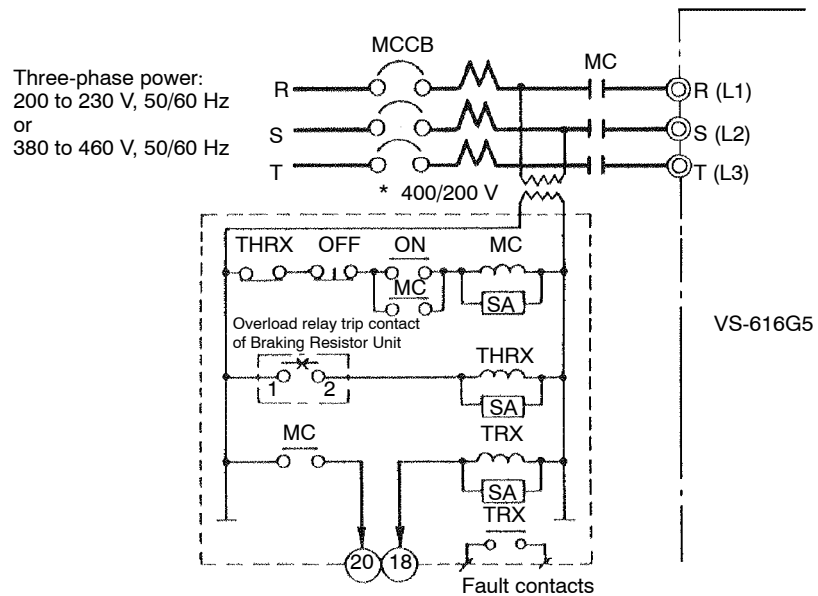 MCCB
MC
Three-phase power:
200 to 230 V, 50/60 Hz
or
380 to 460 V, 50/60 Hz
R
S
T
R (L1)
S (L2)
T (L3)
* 400/200 V
THRX OFF ON MC
MC
SA
Overload relay trip contact
of Braking Resistor Unit
VS-616G5
THRX
1 2
SA
MC
TRX
SA
TRX
20 18
Fault contacts